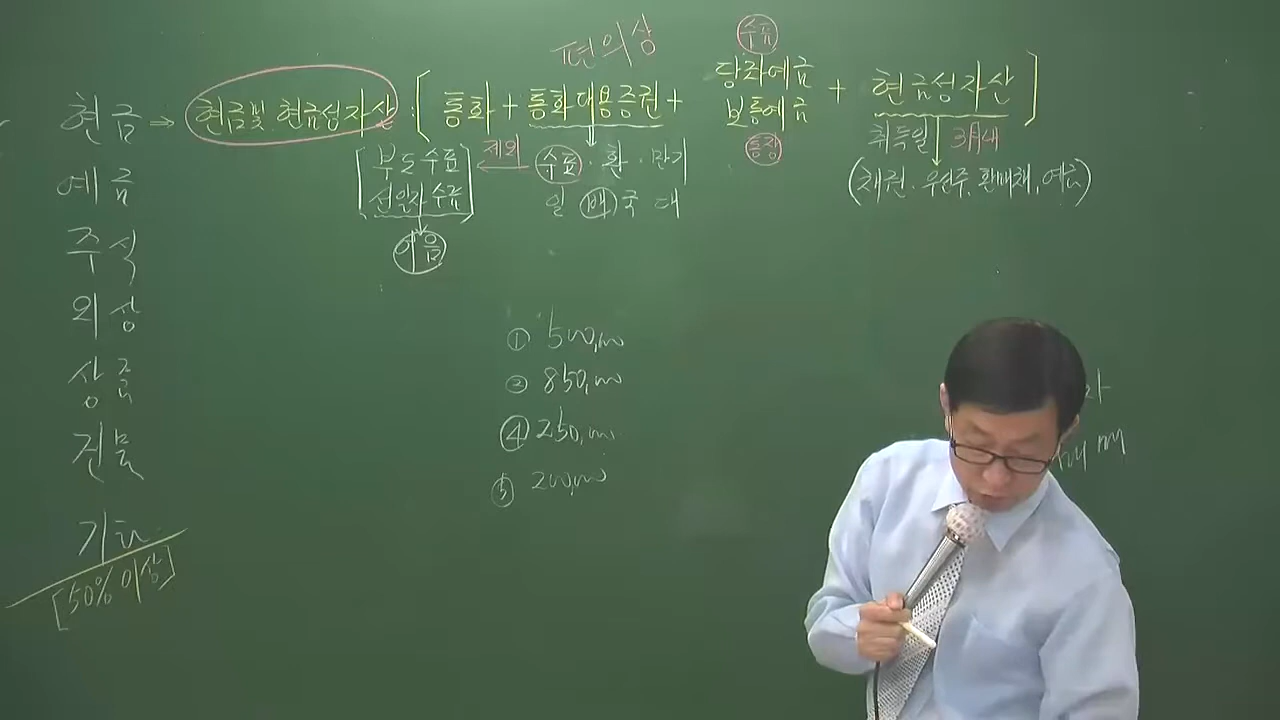 편의상
수표
당좌예금
현금 ⇒ 현금및 현금성자산 : [ 통화 + 통화대용증권 + 보통예금 + 현금성자산 ]
통장
취득일 3月내
(채권. 우선주, 환매채, 예금)
[ 부도수표 제외 수표 · 환 · 만기
선일자수표 ] 일 배 국 대
어음
예금
주식
외상
상품
건물
기타
[50%이상]
① 500,000
② 850,000
④ 250,000
⑤ 200,000